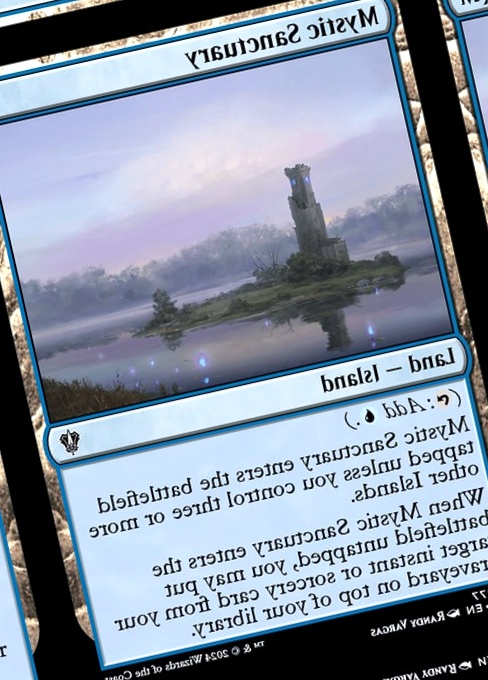 Mystic Sanctuary
Land — Island
( : Add .)
Mystic Sanctuary enters the battlefield
tapped unless you control three or more
other Islands.
When Mystic Sanctuary enters the
battlefield untapped, you may put
target instant or sorcery card from your
graveyard on top of your library.
EN RANDY VARGAS
™ & © 2024 Wizards of the Coast
EN